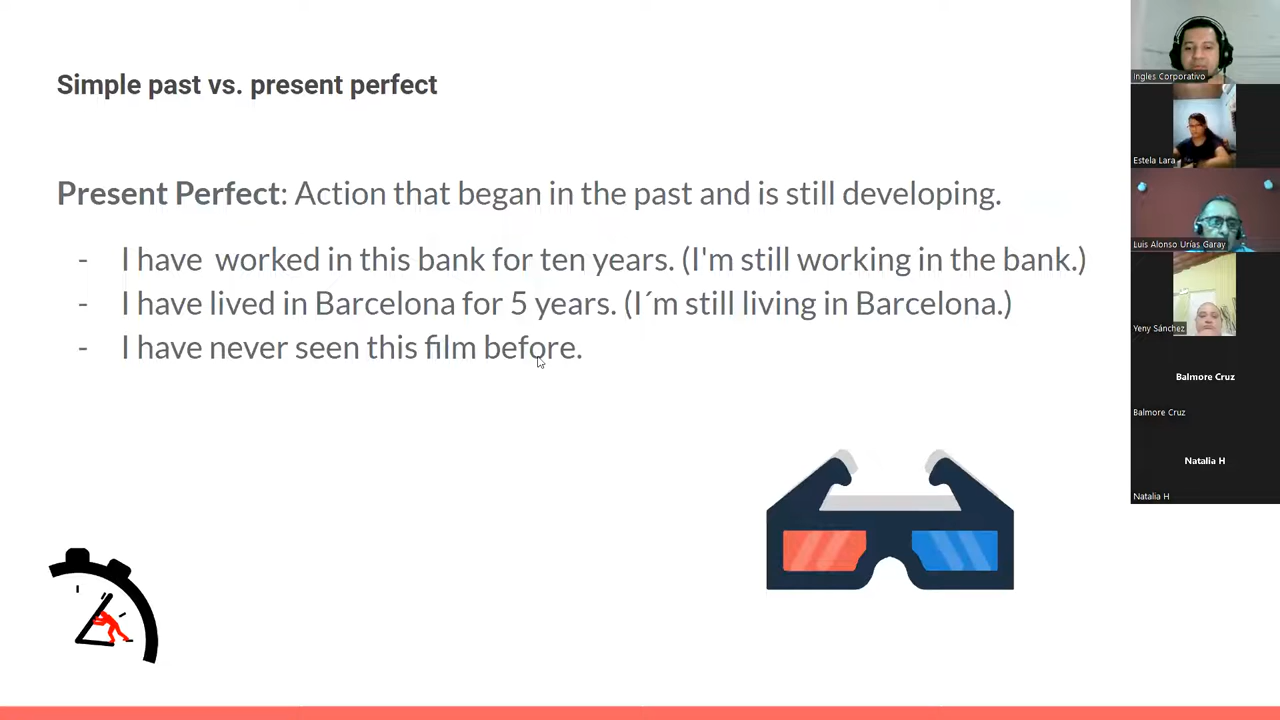 Simple past vs. present perfect
Present Perfect: Action that began in the past and is still developing.
- I have  worked in this bank for ten years. (I'm still working in the bank.)
- I have lived in Barcelona for 5 years. (I´m still living in Barcelona.)
- I have never seen this film before.
Ingles Corporativo
Estela Lara
Luis Alonso Urías Garay
Yeny Sánchez
Balmore Cruz
Balmore Cruz
Natalia H
Natalia H